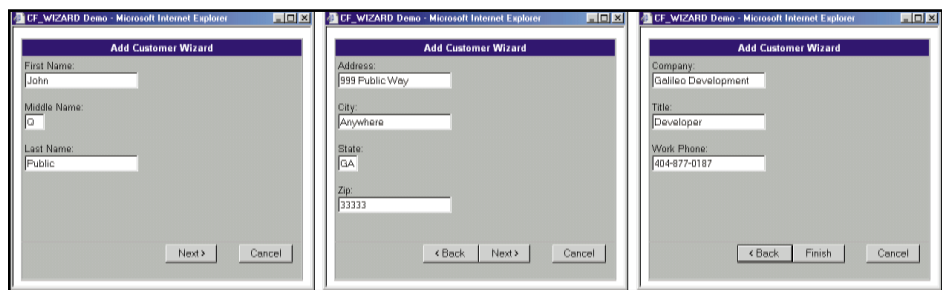 CF_WIZARD Demo - Microsoft Internet Explorer
Add Customer Wizard
First Name:
John
Middle Name:
Q
Last Name:
Public
Next >
Cancel
CF_WIZARD Demo - Microsoft Internet Explorer
Add Customer Wizard
Address:
999 Public Way
City:
Anywhere
State:
GA
Zip:
33333
< Back
Next >
Cancel
CF_WIZARD Demo - Microsoft Internet Explorer
Add Customer Wizard
Company:
Galileo Development
Title:
Developer
Work Phone:
404-877-0187
< Back
Finish
Cancel